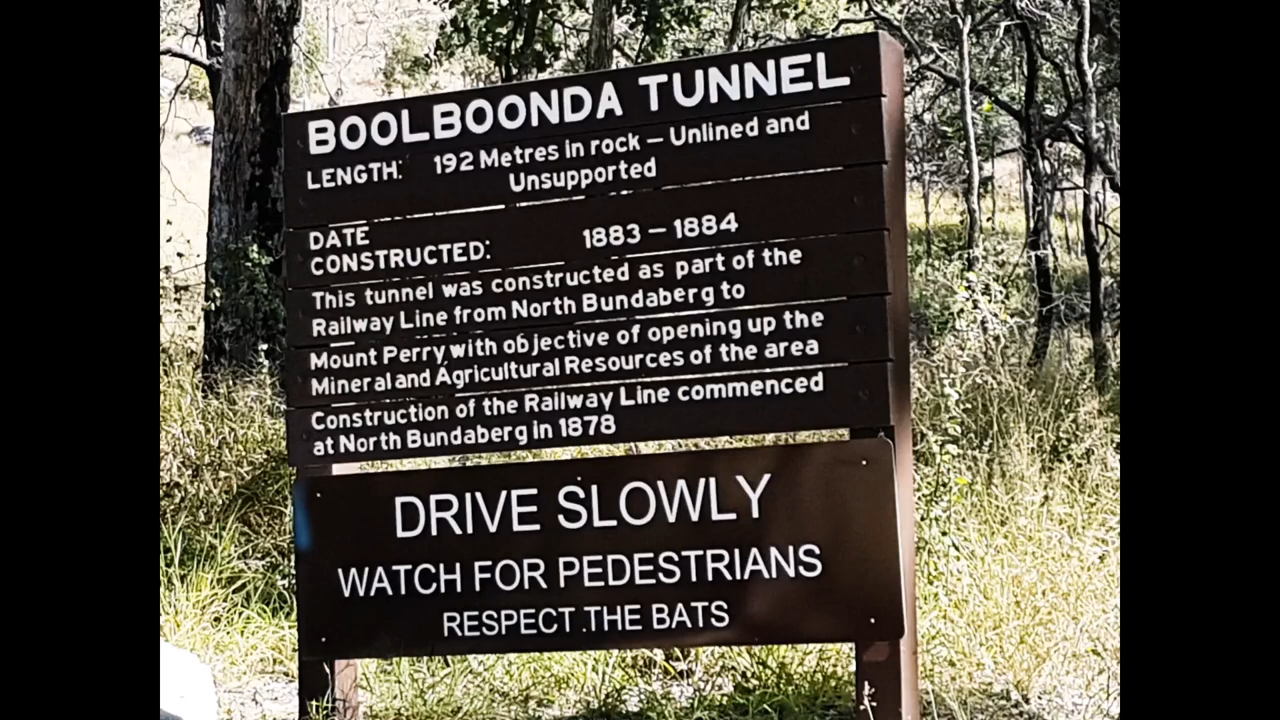 BOOLBOONDA TUNNEL
LENGTH: 192 Metres in rock – Unlined and
Unsupported
DATE
CONSTRUCTED: 1883 – 1884
This tunnel was constructed as part of the
Railway Line from North Bundaberg to
Mount Perry with objective of opening up the
Mineral and Agricultural Resources of the area
Construction of the Railway Line commenced
at North Bundaberg in 1878
DRIVE SLOWLY
WATCH FOR PEDESTRIANS
RESPECT THE BATS